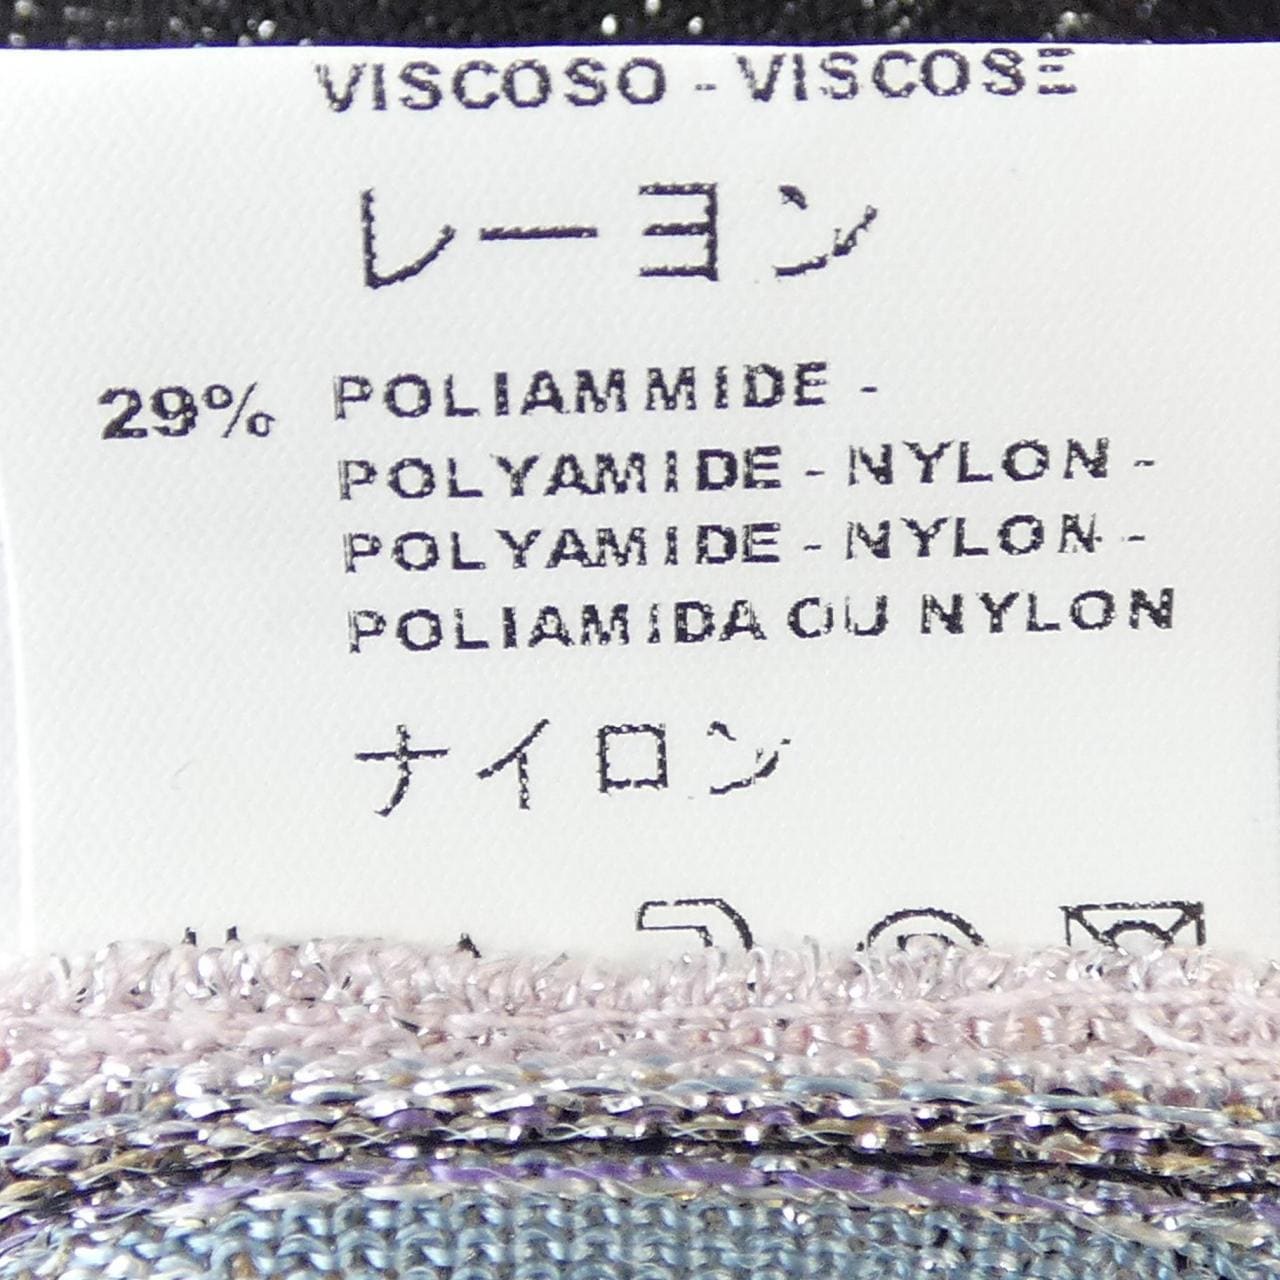 VISCOSO - VISCOSE
レーヨン
29% POLIAMMIDE -
POLYAMIDE - NYLON -
POLYAMIDE - NYLON -
POLIAMIDA OU NYLON
ナイロン